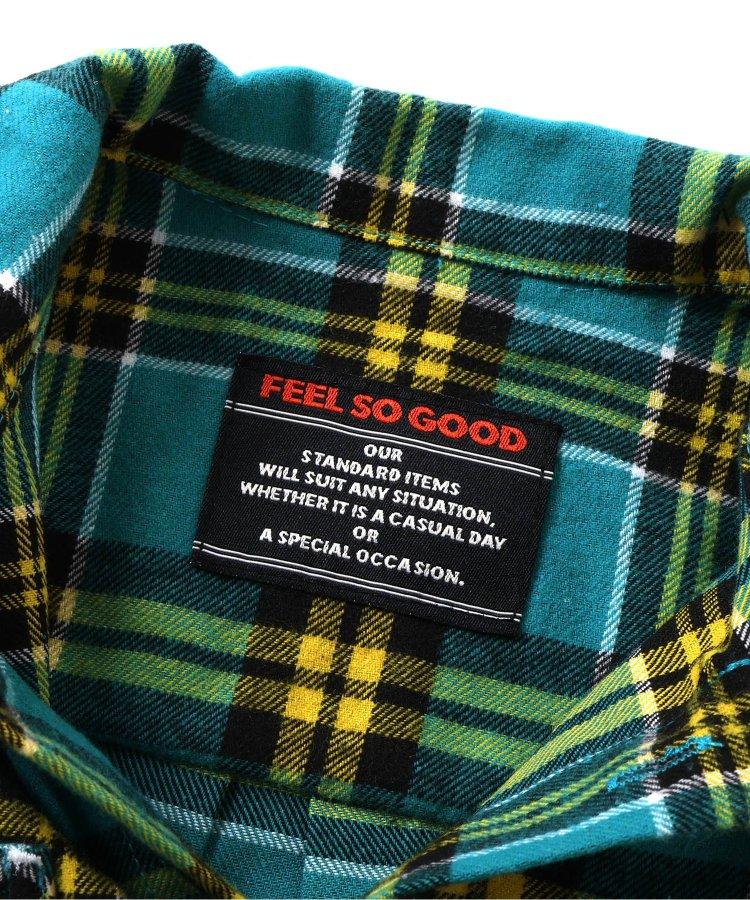 FEEL SO GOOD
OUR
STANDARD ITEMS
WILL SUIT ANY SITUATION,
WHETHER IT IS A CASUAL DAY
OR
A SPECIAL OCCASION.